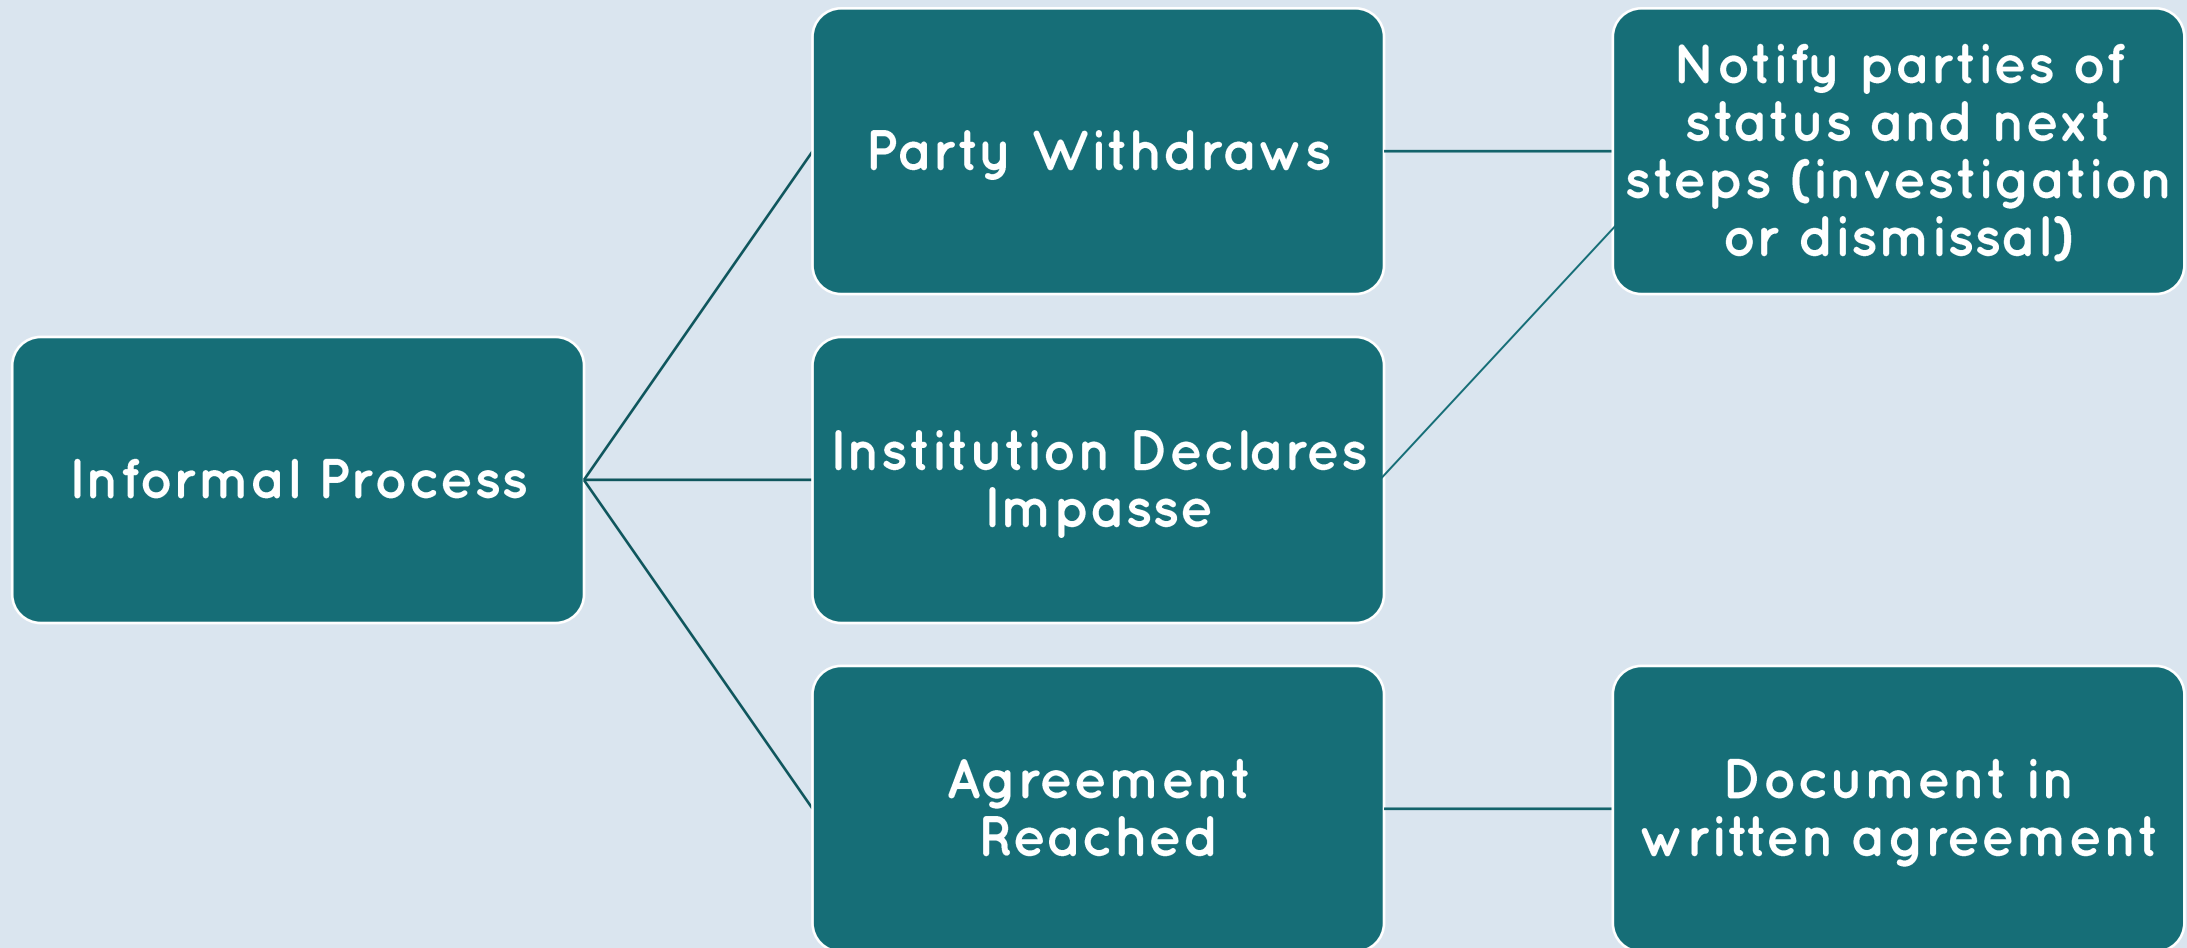 Informal Process
Party Withdraws
Institution Declares
Impasse
Agreement
Reached
Notify parties of
status and next
steps (investigation
or dismissal)
Document in
written agreement